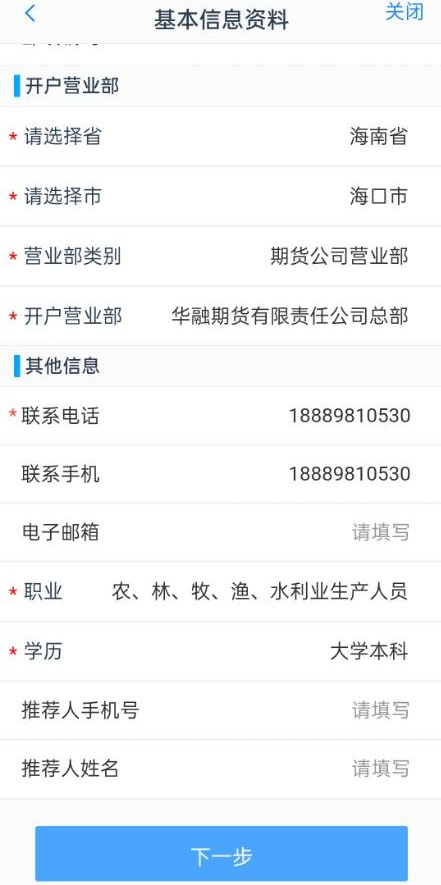 基本信息资料
关闭
开户营业部
* 请选择省 海南省
* 请选择市 海口市
* 营业部类别 期货公司营业部
* 开户营业部 华融期货有限责任公司总部
其他信息
* 联系电话 18889810530
联系手机 18889810530
电子邮箱 请填写
* 职业 农、林、牧、渔、水利业生产人员
* 学历 大学本科
推荐人手机号 请填写
推荐人姓名 请填写
下一步